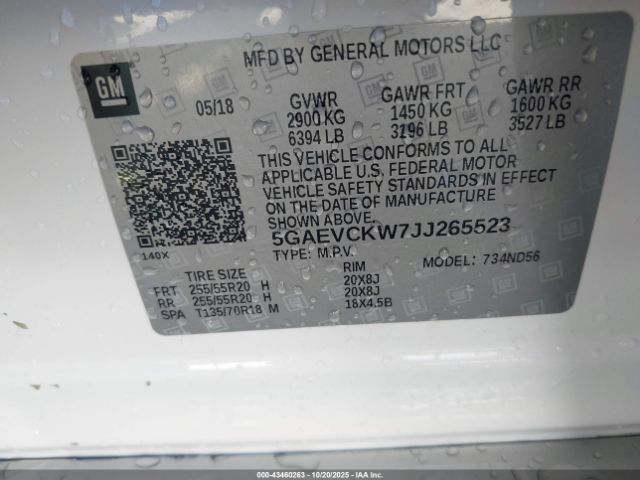 MFD BY GENERAL MOTORS LLC
GM
05/18
GVWR GAWR FRT GAWR RR
2900 KG 1450 KG 1600 KG
6394 LB 3196 LB 3527 LB
THIS VEHICLE CONFORMS TO ALL
APPLICABLE U.S. FEDERAL MOTOR
VEHICLE SAFETY STANDARDS IN EFFECT
ON THE DATE OF MANUFACTURE
SHOWN ABOVE.
5GAEVCKW7JJ265523
140X
TYPE: M.P.V. MODEL: 734ND56
TIRE SIZE RIM
FRT 255/55R20 H 20X8J
RR 255/55R20 H 20X8J
SPA T135/70R18 M 18X4.5B
000-43460263 - 10/20/2025 - IAAI.COM